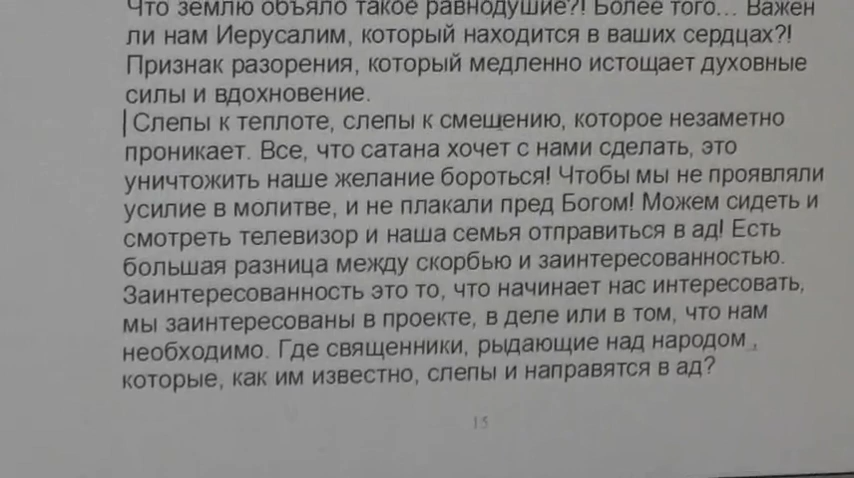 Что землю объяло такое равнодушие?! Более того... Важен
ли нам Иерусалим, который находится в ваших сердцах?!
Признак разорения, который медленно истощает духовные
силы и вдохновение.
Слепы к теплоте, слепы к смещению, которое незаметно
проникает. Все, что сатана хочет с нами сделать, это
уничтожить наше желание бороться! Чтобы мы не проявляли
усилие в молитве, и не плакали пред Богом! Можем сидеть и
смотреть телевизор и наша семья отправиться в ад! Есть
большая разница между скорбью и заинтересованностью.
Заинтересованность это то, что начинает нас интересовать,
мы заинтересованы в проекте, в деле или в том, что нам
необходимо. Где священники, рыдающие над народом ,
которые, как им известно, слепы и направятся в ад?
15